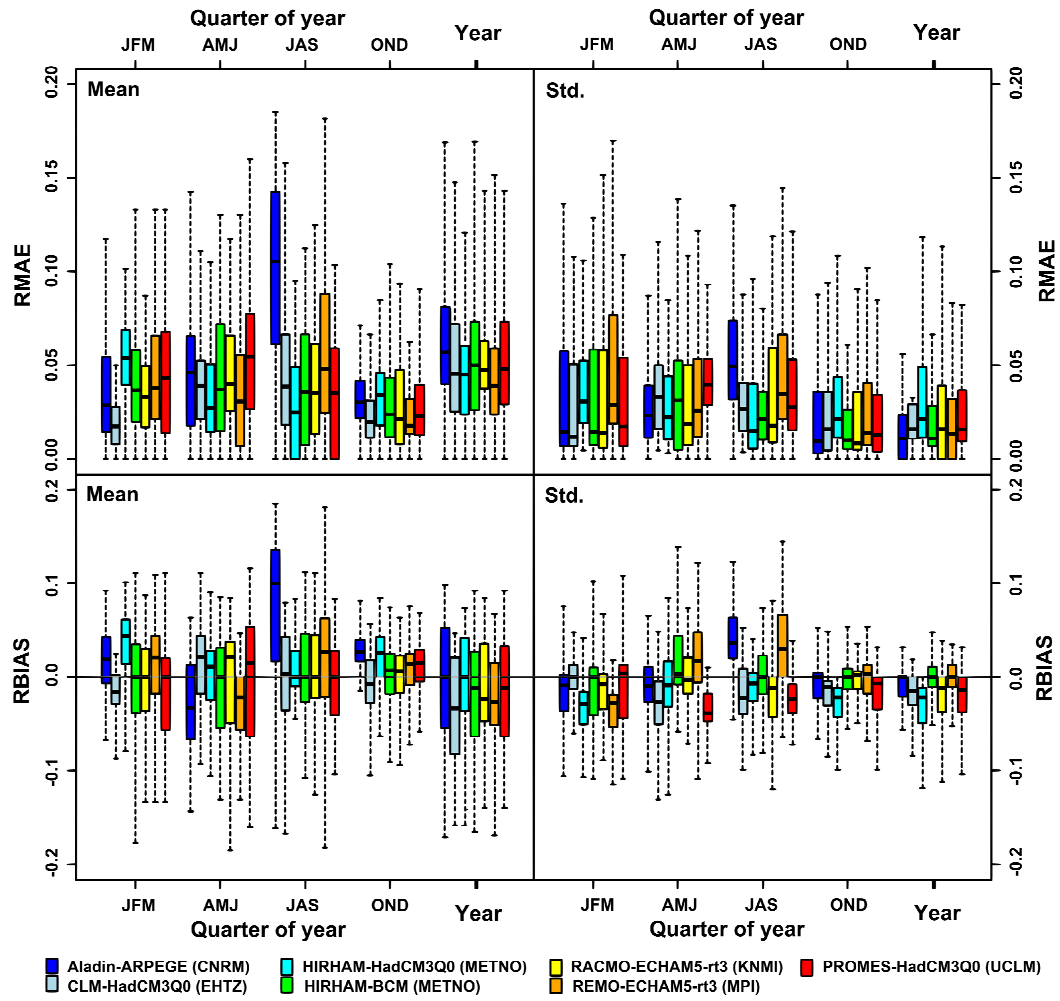 Quarter of year
Year
Quarter of year
Year
JFM AMJ JAS OND
JFM AMJ JAS OND
Mean
Std.
0.20
0.15
0.10
0.05
0.00
RMAE
0.20
0.15
0.10
0.05
0.00
RMAE
Mean
Std.
0.2
0.1
0.0
-0.1
-0.2
RBIAS
0.2
0.1
0.0
-0.1
-0.2
RBIAS
JFM AMJ JAS OND
Year
JFM AMJ JAS OND
Year
Quarter of year
Quarter of year
Aladin-ARPEGE (CNRM)
CLM-HadCM3Q0 (EHTZ)
HIRHAM-HadCM3Q0 (METNO)
HIRHAM-BCM (METNO)
RACMO-ECHAM5-rt3 (KNMI)
REMO-ECHAM5-rt3 (MPI)
PROMES-HadCM3Q0 (UCLM)